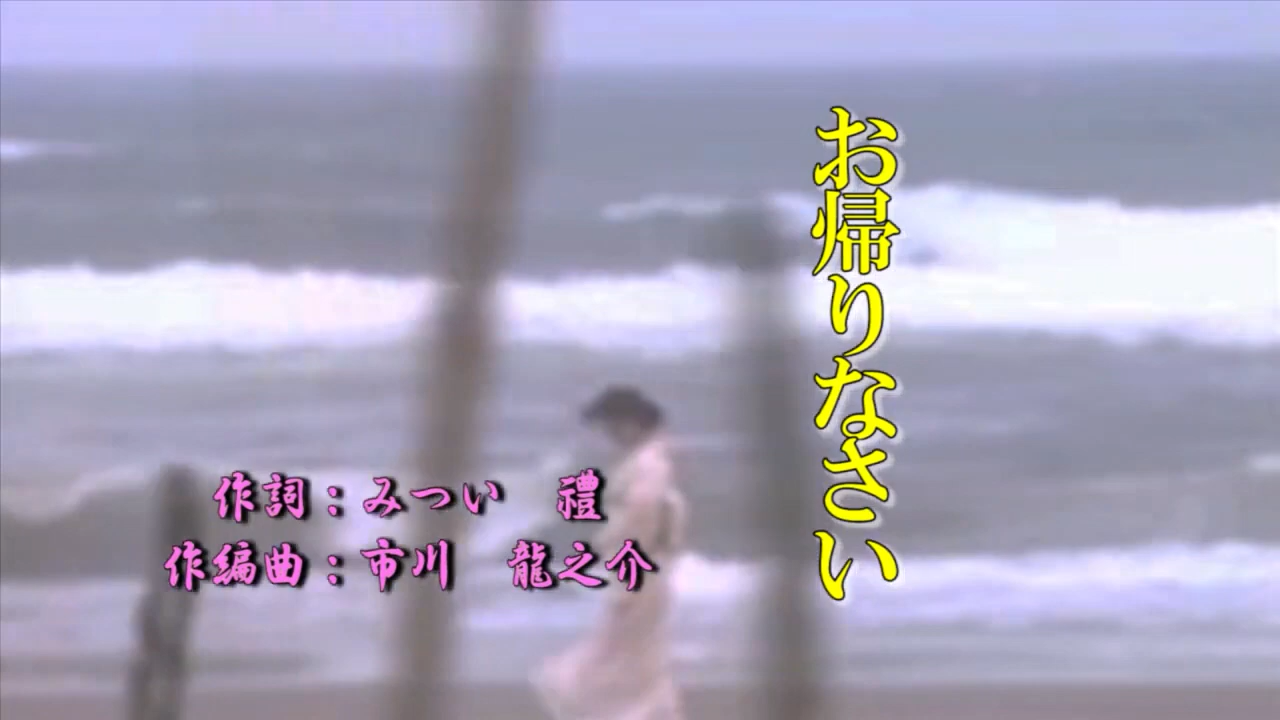 お帰りなさい
作詞：みつい　禮
作編曲：市川　龍之介